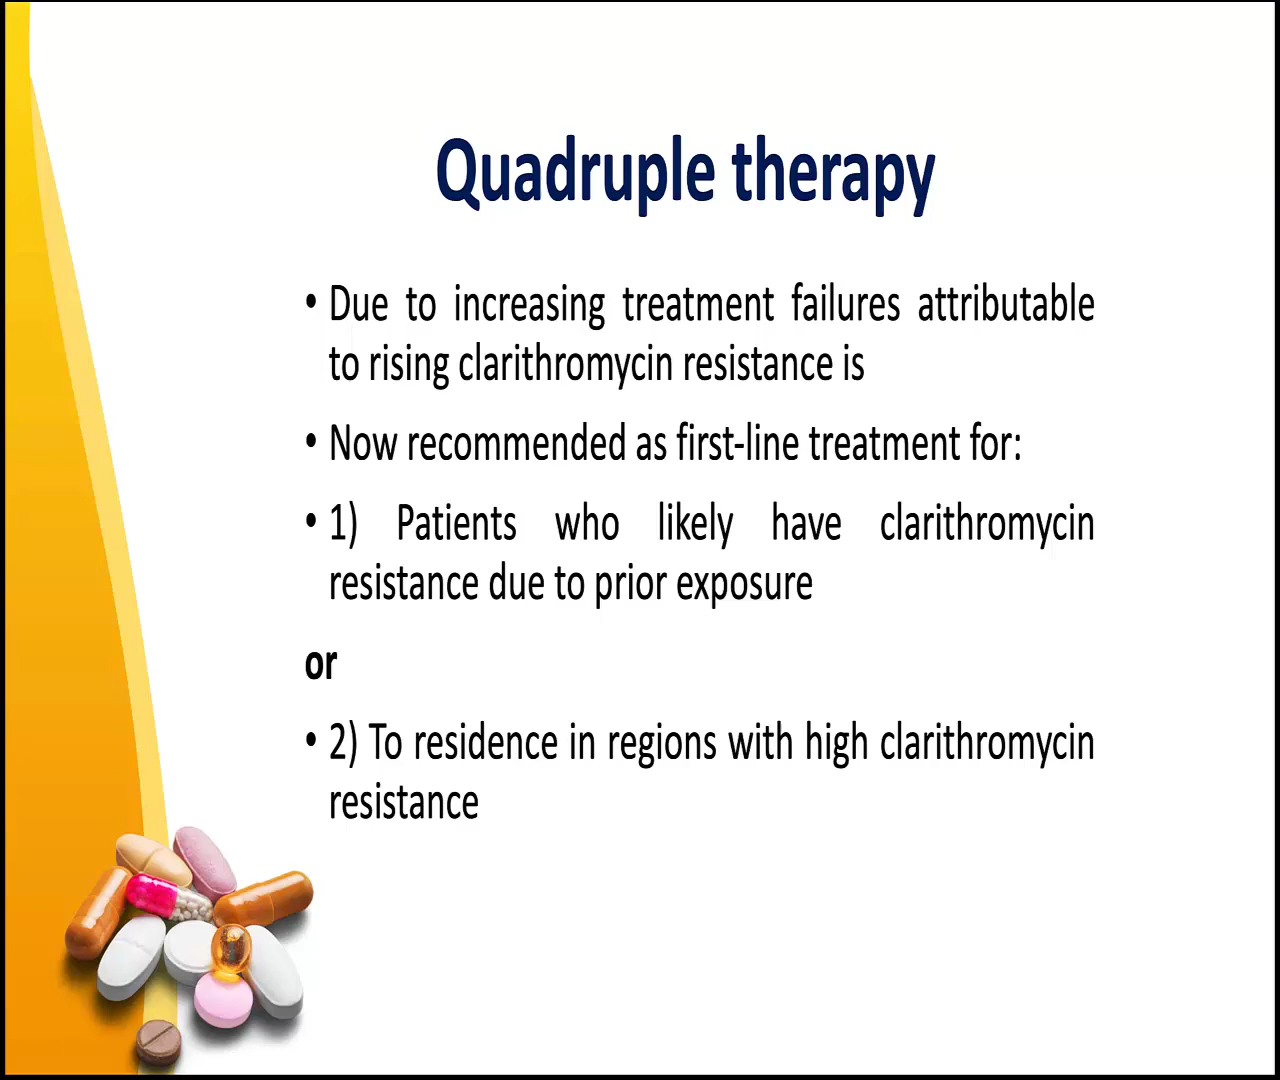 Quadruple therapy
• Due to increasing treatment failures attributable
to rising clarithromycin resistance is
• Now recommended as first-line treatment for:
• 1) Patients who likely have clarithromycin
resistance due to prior exposure
or
• 2) To residence in regions with high clarithromycin
resistance